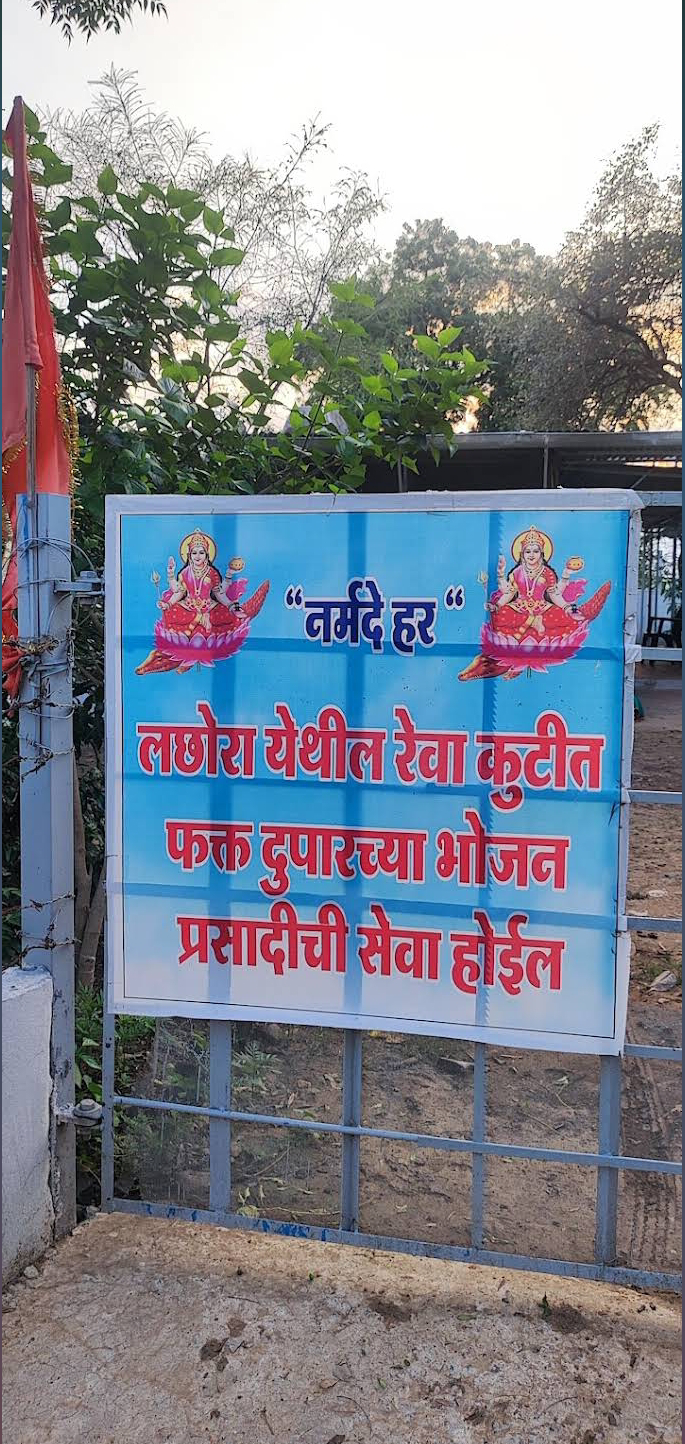 “नर्मदे हर “
लछोरा येथील रेवा कुटीत
फक्त दुपारच्या भोजन
प्रसादीची सेवा होईल